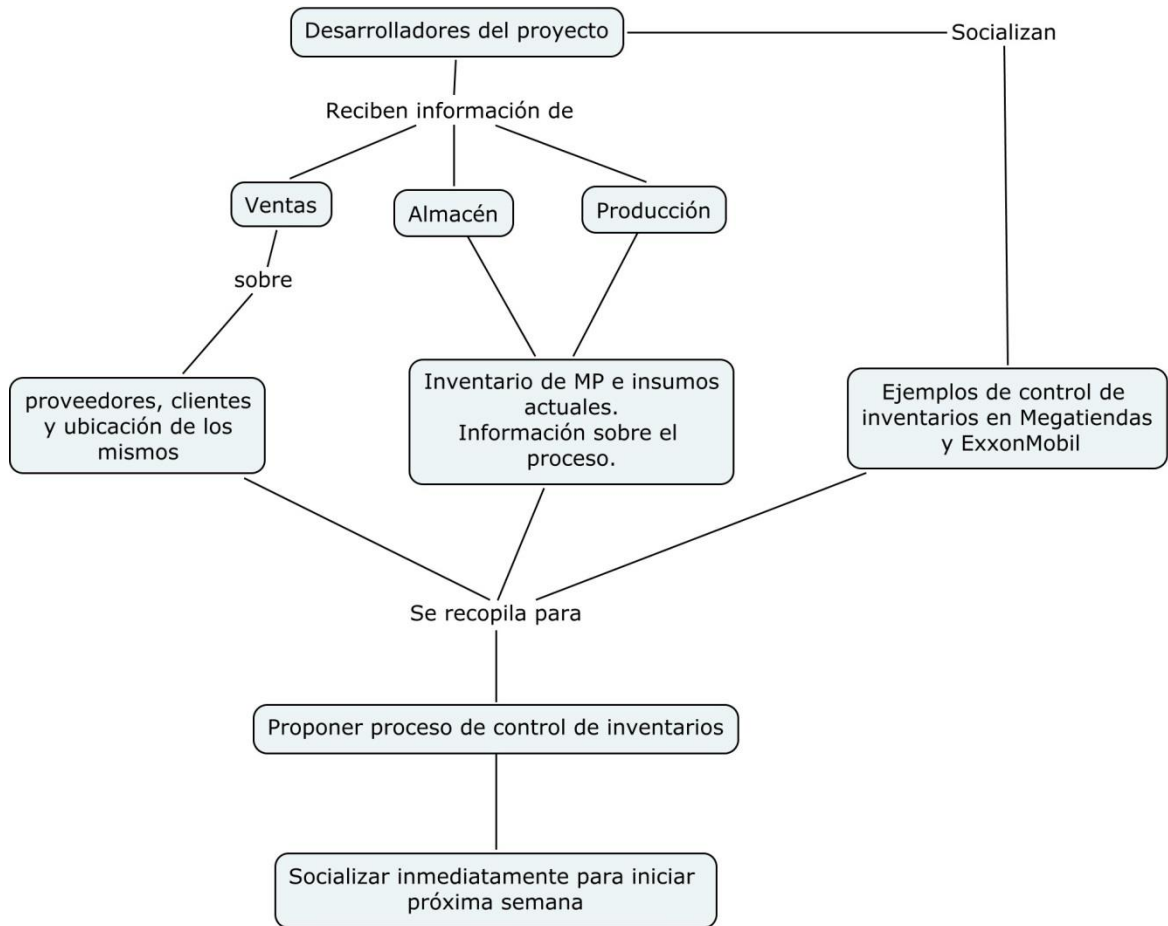 Desarrolladores del proyecto
Socializan
Reciben información de
Ventas
Almacén
Producción
sobre
proveedores, clientes
y ubicación de los
mismos
Inventario de MP e insumos
actuales.
Información sobre el
proceso.
Ejemplos de control de
inventarios en Megatiendas
y ExxonMobil
Se recopila para
Proponer proceso de control de inventarios
Socializar inmediatamente para iniciar
próxima semana